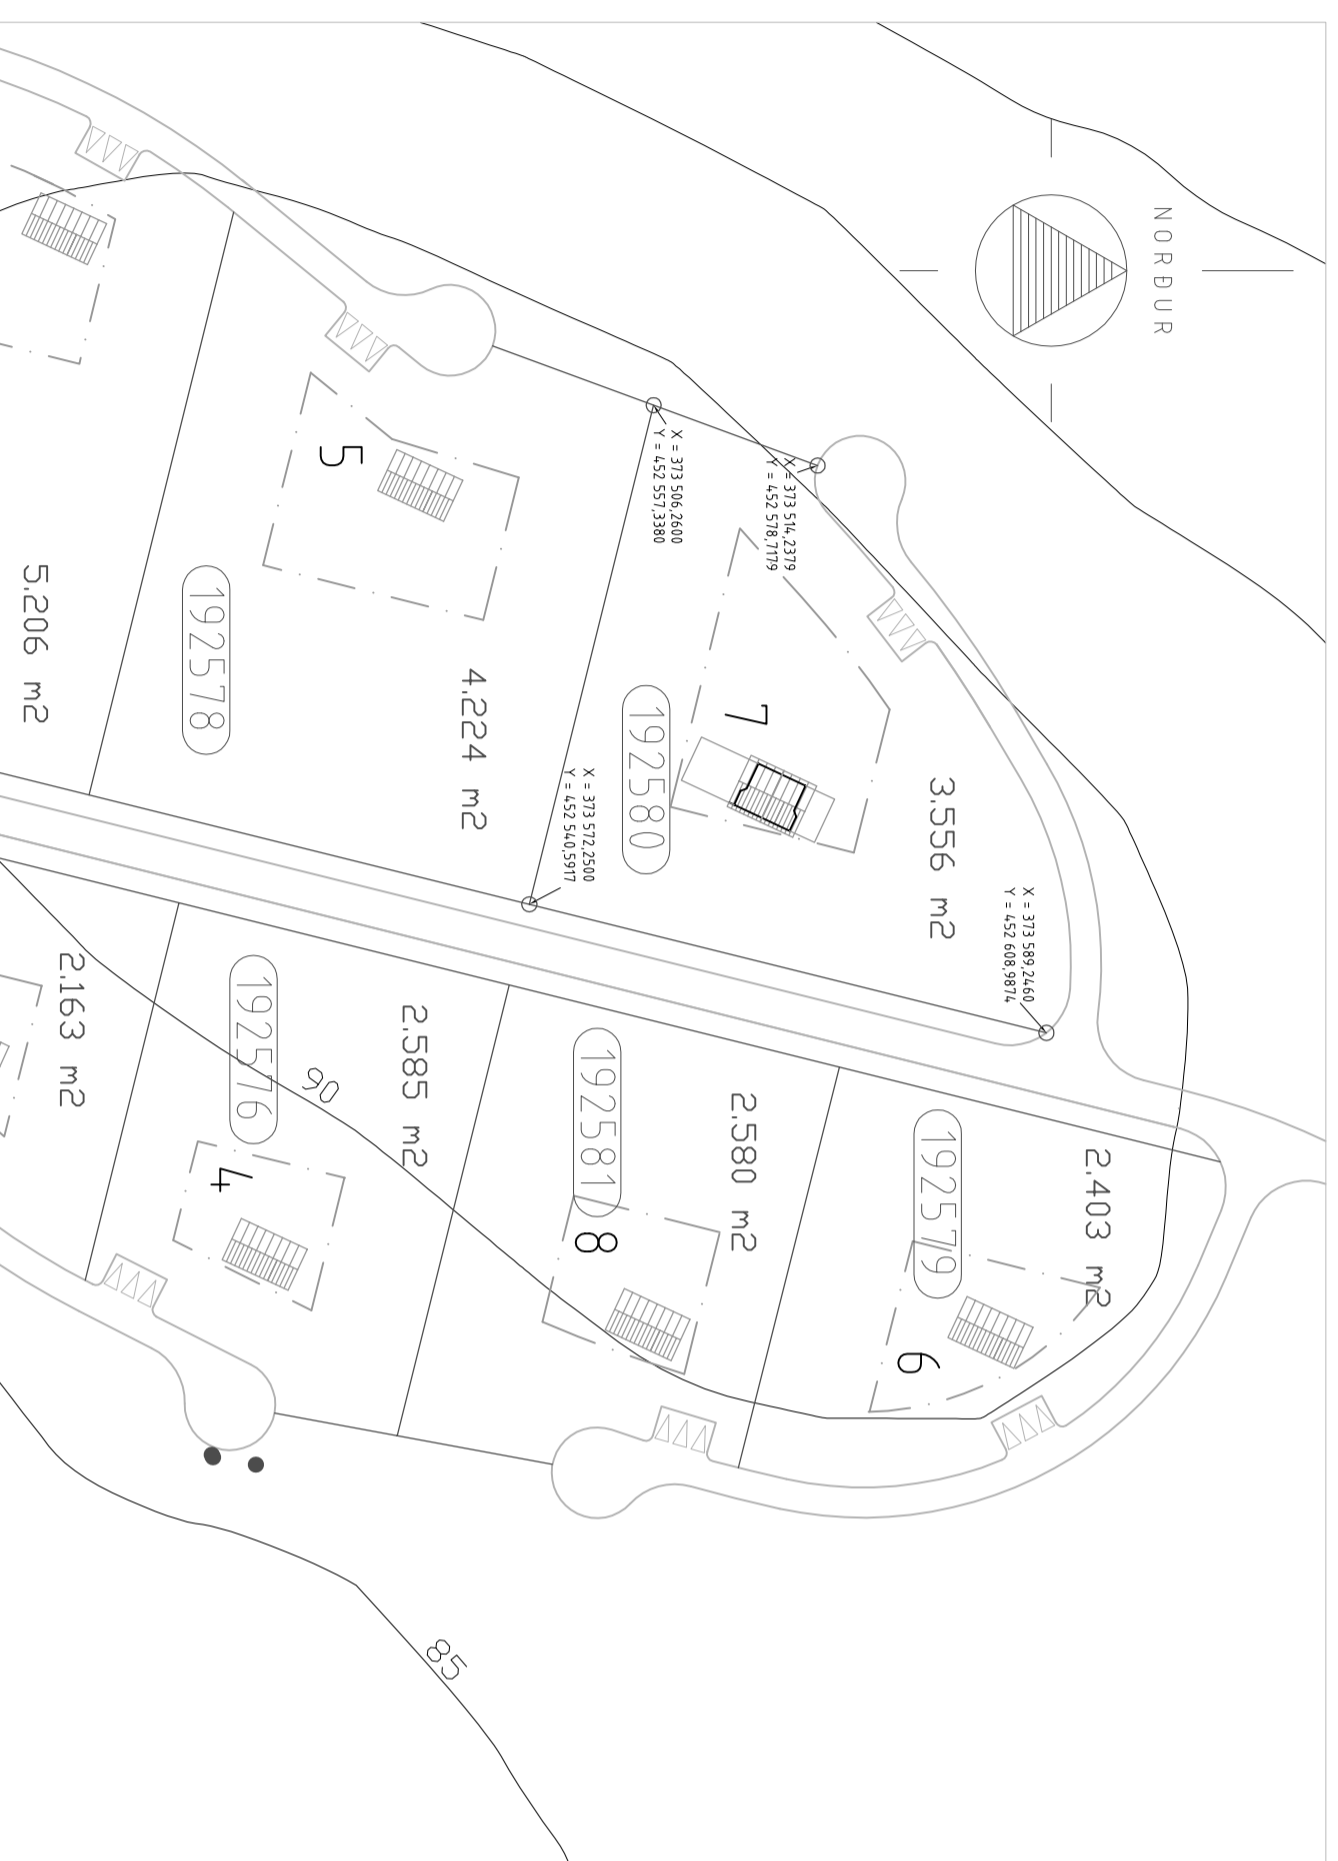 NORÐUR
X = 373 506,2600
Y = 452 557,3380
X = 373 514,2379
Y = 452 578,7179
5
7
5.206 m2
192578
4.224 m2
192580
3.556 m2
X = 373 572,2500
Y = 452 540,5917
X = 373 589,2460
Y = 452 608,9874
2.163 m2
192576
90
2.585 m2
192581
2.580 m2
192579
2.403 m2
4
8
6
85